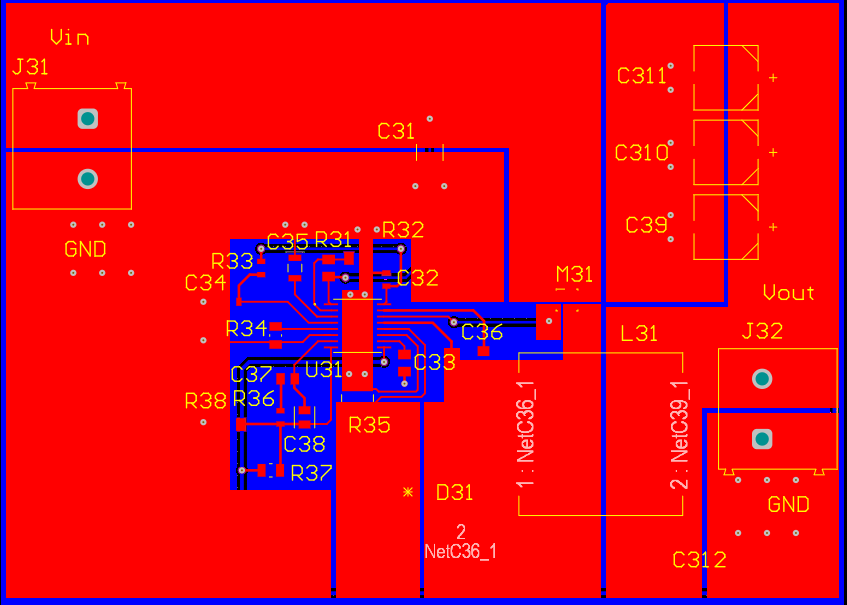 Vin
J31
C311
C31
C310
C39
R32
R31
C35
GND
R33
C32
M31
C34
Vout
R34
C36
L31
J32
C33
U31
C37
R38
R36
R35
C38
R37
1 : NetC36_1
2 : NetC39_1
D31
GND
2
NetC36_1
C312